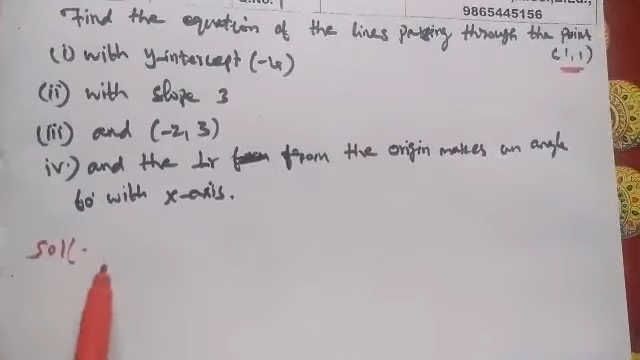 9865445156
Find the equation of the lines passing through the point
(1,1)
(i) with y-intercept (-4)
(ii) with slope 3
(iii) and (-2, 3)
iv.) and the ⊥r from the origin makes an angle
60° with x-axis.
Sol: